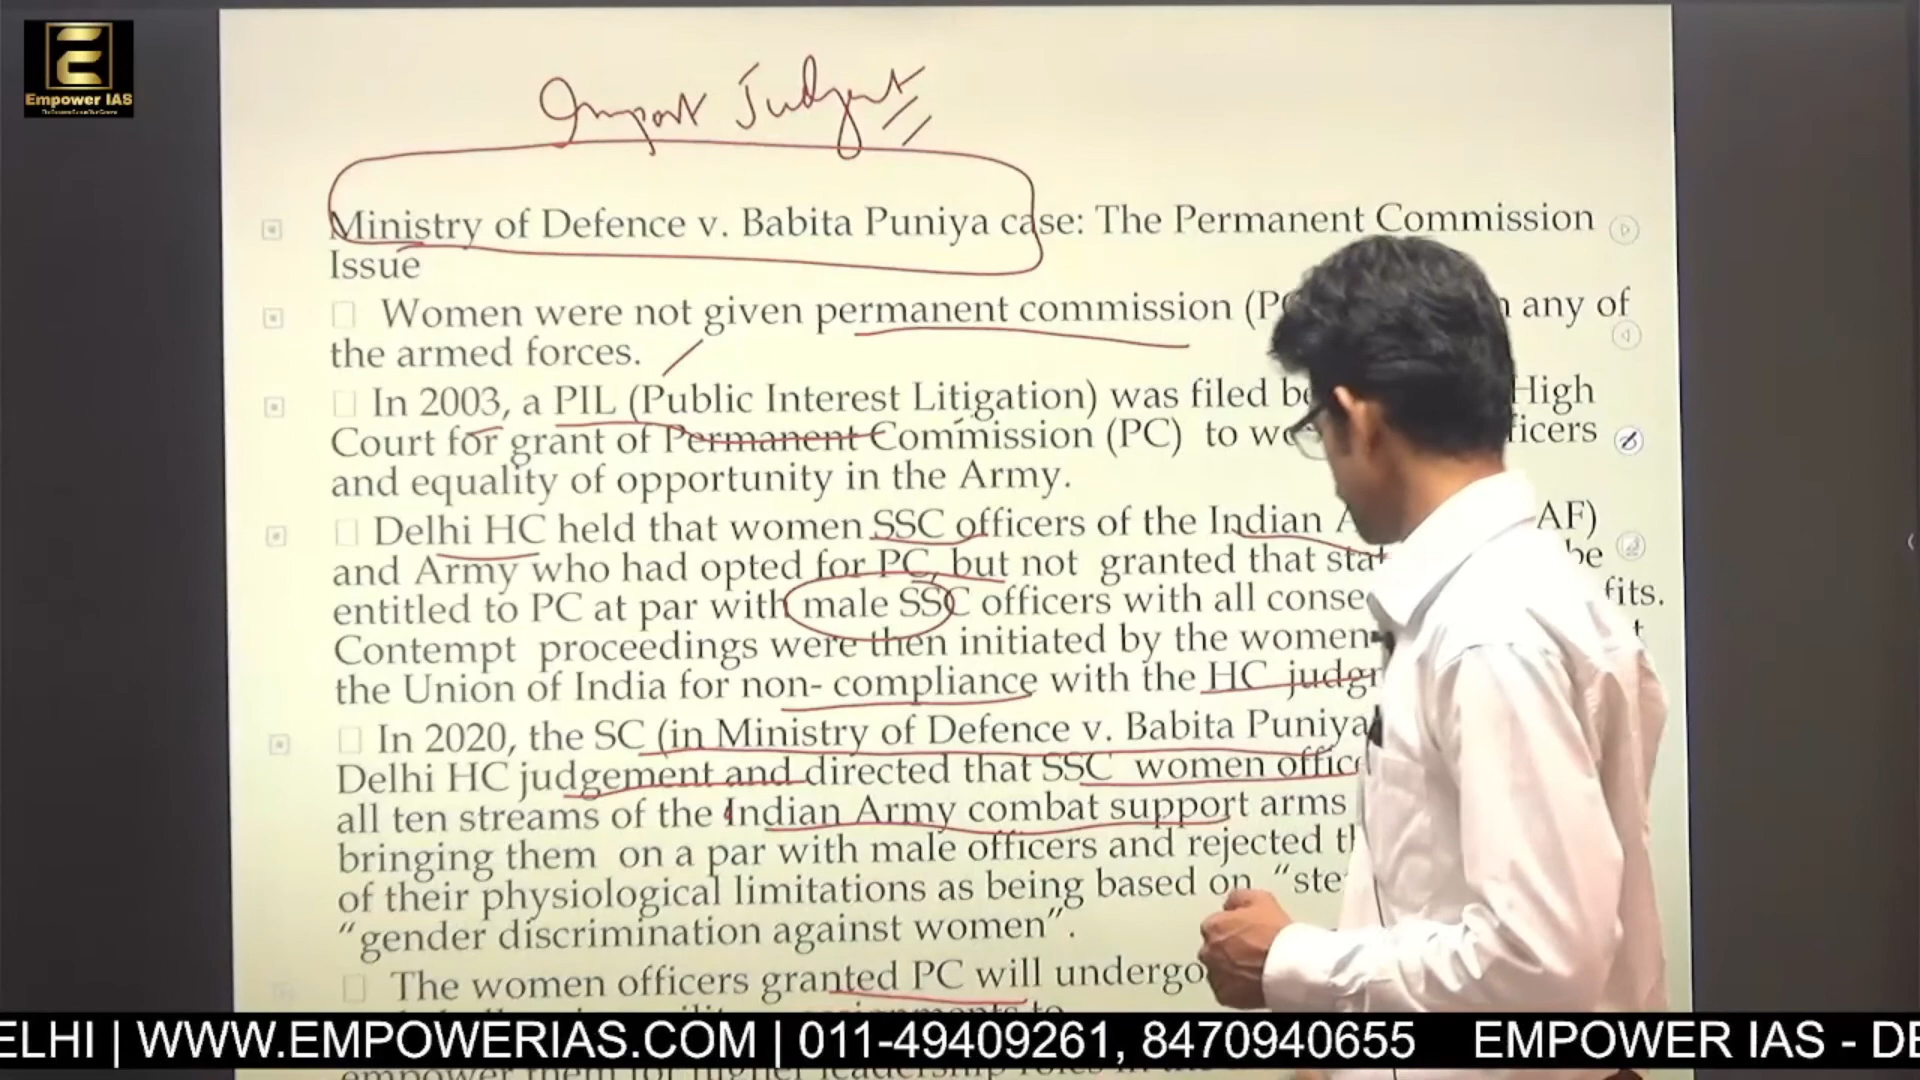 Empower IAS
Import Judgmt
Ministry of Defence v. Babita Puniya case: The Permanent Commission
Issue
Women were not given permanent commission (P any of
the armed forces.
In 2003, a PIL (Public Interest Litigation) was filed be High
Court for grant of Permanent Commission (PC) to wo ficers
and equality of opportunity in the Army.
Delhi HC held that women SSC officers of the Indian A AF)
and Army who had opted for PC, but not granted that stat be
entitled to PC at par with male SSC officers with all conse fits.
Contempt proceedings were then initiated by the women
the Union of India for non- compliance with the HC judg
In 2020, the SC (in Ministry of Defence v. Babita Puniya
Delhi HC judgement and directed that SSC women offic
all ten streams of the Indian Army combat support arms
bringing them on a par with male officers and rejected th
of their physiological limitations as being based on "ste
"gender discrimination against women".
The women officers granted PC will undergo
ELHI | WWW.EMPOWERIAS.COM | 011-49409261, 8470940655 EMPOWER IAS - DE